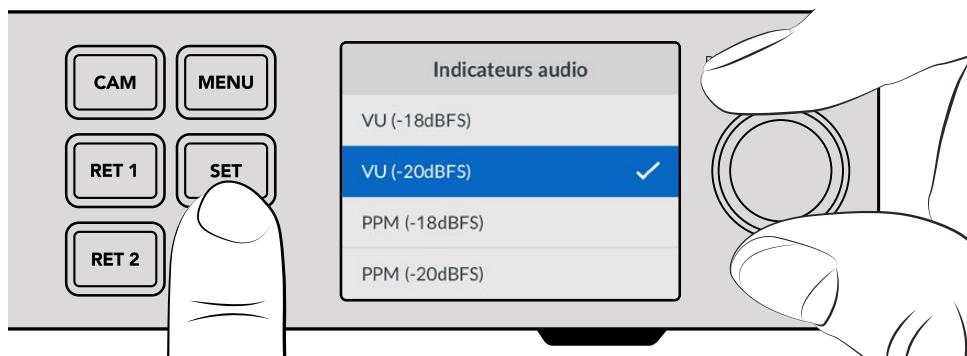 CAM
MENU
RET 1
SET
RET 2
Indicateurs audio
VU (-18dBFS)
VU (-20dBFS)
PPM (-18dBFS)
PPM (-20dBFS)